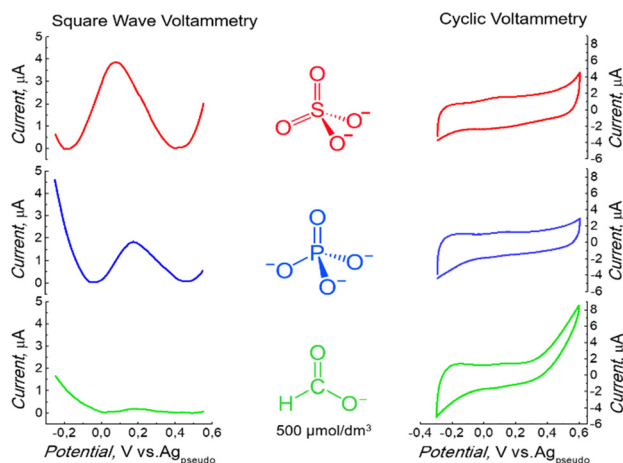 Square Wave Voltammetry
Cyclic Voltammetry
Current, μA
5
4
3
2
1
0
O
S
O
O⁻
O⁻
8
6
4
2
0
-2
-4
-6
Current, μA
Current, μA
5
4
3
2
1
0
O
P
⁻O
O⁻
O⁻
8
6
4
2
0
-2
-4
-6
Current, μA
Current, μA
5
4
3
2
1
0
O
H C O⁻
8
6
4
2
0
-2
-4
-6
Current, μA
-0,2 0,0 0,2 0,4 0,6
500 μmol/dm³
-0,4 -0,2 0,0 0,2 0,4 0,6
Potential, V vs.Ag pseudo
Potential, V vs.Ag pseudo